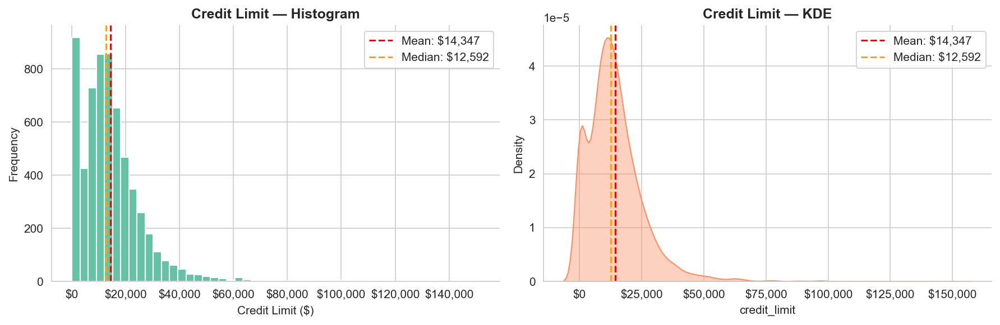 Credit Limit — Histogram
Mean: $14,347
Median: $12,592
Frequency
800
600
400
200
0
$0 $20,000 $40,000 $60,000 $80,000 $100,000 $120,000 $140,000
Credit Limit ($)
Credit Limit — KDE
1e−5
Mean: $14,347
Median: $12,592
Density
4
3
2
1
0
$0 $25,000 $50,000 $75,000 $100,000 $125,000 $150,000
credit_limit